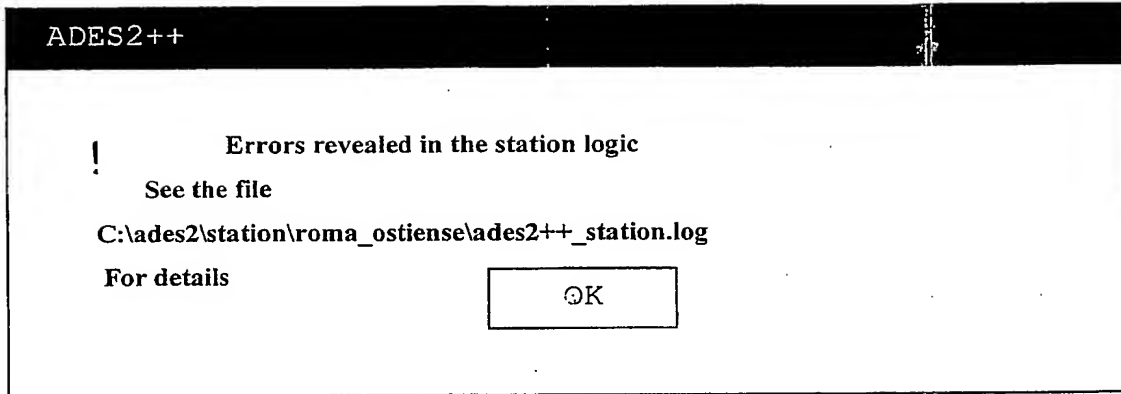 ADES2++
! Errors revealed in the station logic
See the file
C:\ades2\station\roma_ostiense\ades2++_station.log
For details
OK